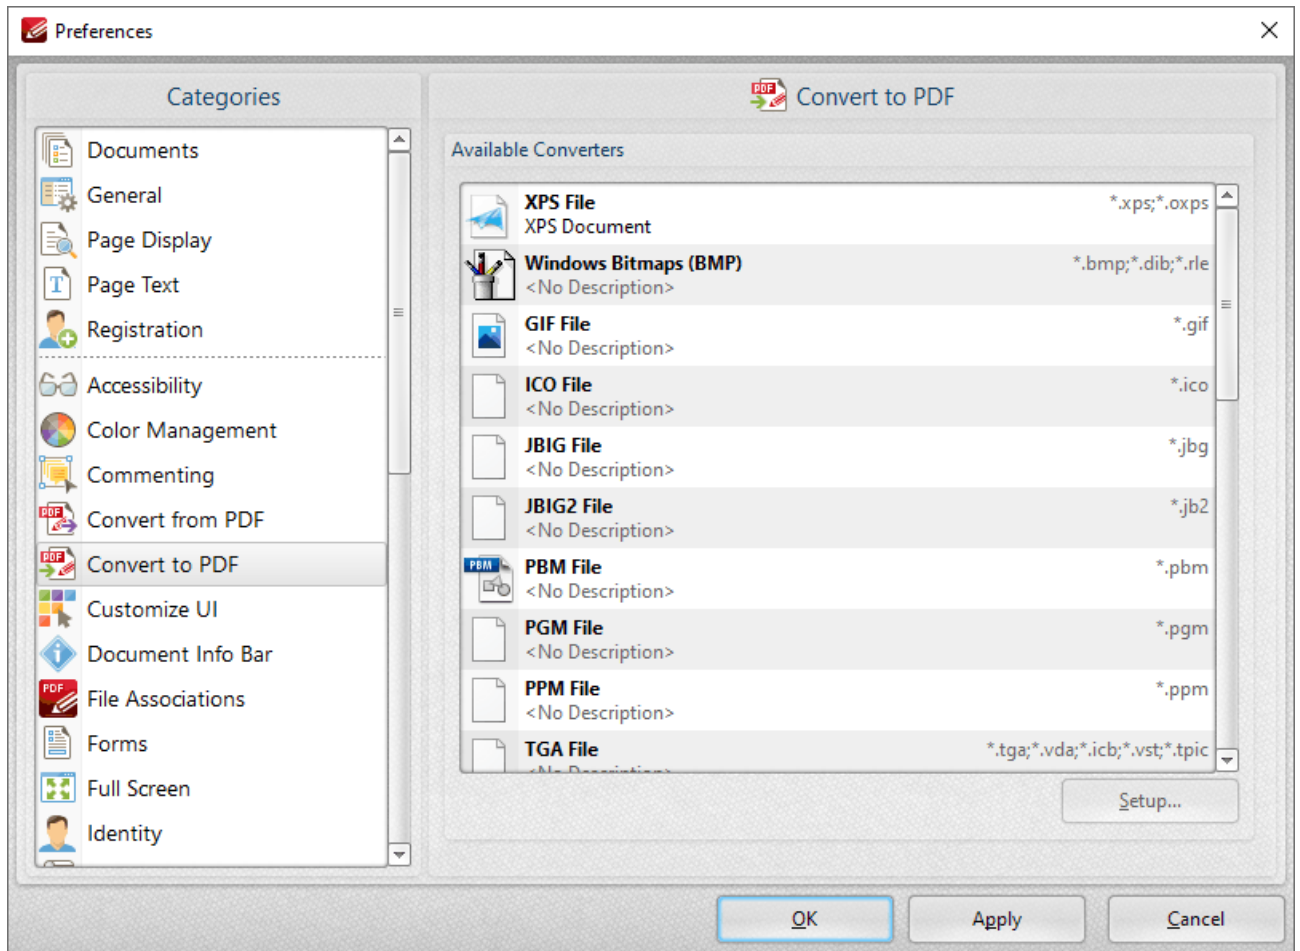 Preferences
Categories
Documents
General
Page Display
Page Text
Registration
Accessibility
Color Management
Commenting
Convert from PDF
Convert to PDF
Customize UI
Document Info Bar
File Associations
Forms
Full Screen
Identity
Convert to PDF
Available Converters
XPS File *.xps;*.oxps
XPS Document
Windows Bitmaps (BMP) *.bmp;*.dib;*.rle
<No Description>
GIF File *.gif
<No Description>
ICO File *.ico
<No Description>
JBIG File *.jbg
<No Description>
JBIG2 File *.jb2
<No Description>
PBM
PBM File *.pbm
<No Description>
PGM File *.pgm
<No Description>
PPM File *.ppm
<No Description>
TGA File *.tga;*.vda;*.icb;*.vst;*.tpic
<No Description>
Setup...
OK Apply Cancel